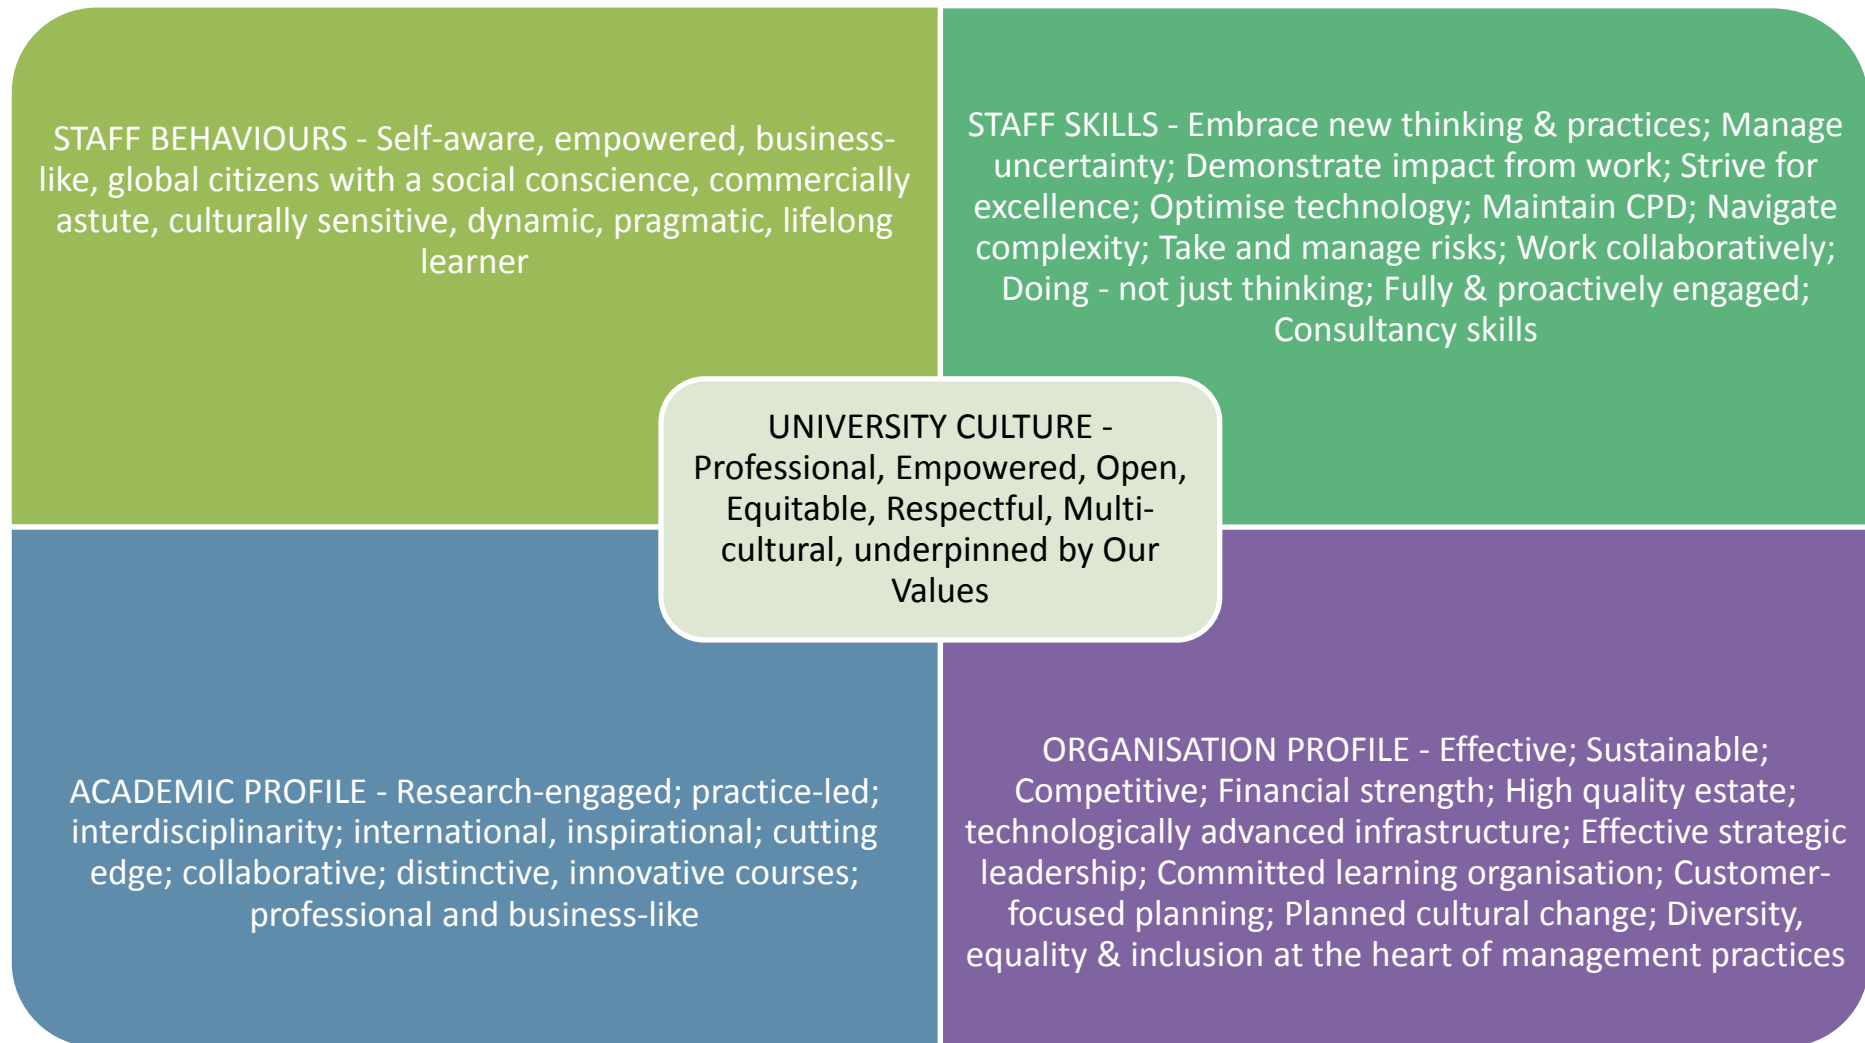 STAFF BEHAVIOURS - Self-aware, empowered, business-
like, global citizens with a social conscience, commercially
astute, culturally sensitive, dynamic, pragmatic, lifelong
learner
STAFF SKILLS - Embrace new thinking & practices; Manage
uncertainty; Demonstrate impact from work; Strive for
excellence; Optimise technology; Maintain CPD; Navigate
complexity; Take and manage risks; Work collaboratively;
Doing - not just thinking; Fully & proactively engaged;
Consultancy skills
UNIVERSITY CULTURE -
Professional, Empowered, Open,
Equitable, Respectful, Multi-
cultural, underpinned by Our
Values
ACADEMIC PROFILE - Research-engaged; practice-led;
interdisciplinarity; international, inspirational; cutting
edge; collaborative; distinctive, innovative courses;
professional and business-like
ORGANISATION PROFILE - Effective; Sustainable;
Competitive; Financial strength; High quality estate;
technologically advanced infrastructure; Effective strategic
leadership; Committed learning organisation; Customer-
focused planning; Planned cultural change; Diversity,
equality & inclusion at the heart of management practices